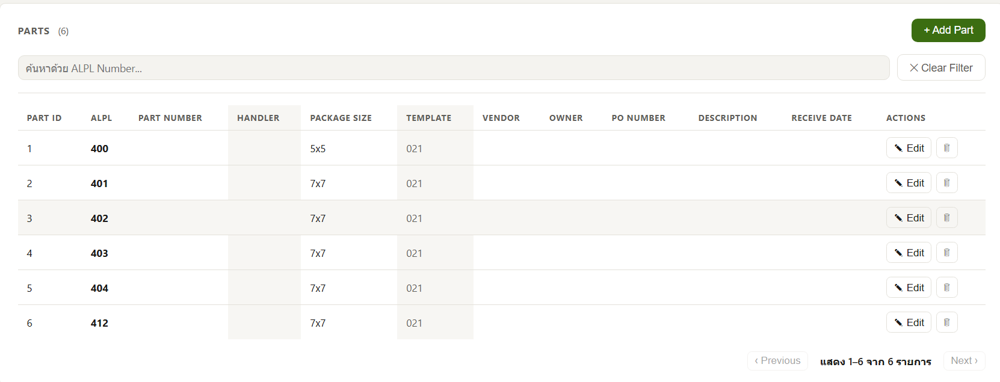 PARTS (6)
+ Add Part
ค้นหาด้วย ALPL Number...
× Clear Filter
PART ID ALPL PART NUMBER HANDLER PACKAGE SIZE TEMPLATE VENDOR OWNER PO NUMBER DESCRIPTION RECEIVE DATE ACTIONS
1 400 5x5 021 Edit
2 401 7x7 021 Edit
3 402 7x7 021 Edit
4 403 7x7 021 Edit
5 404 7x7 021 Edit
6 412 7x7 021 Edit
‹ Previous แสดง 1–6 จาก 6 รายการ Next ›